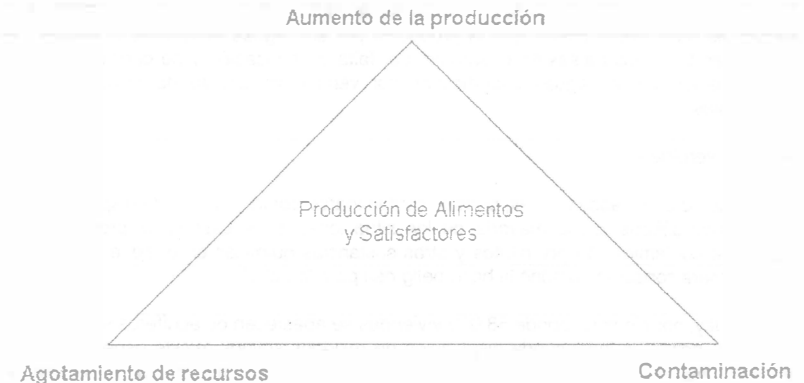 Aumento de la producción
Producción de Alimentos
y Satisfactores
Agotamiento de recursos
Contaminación